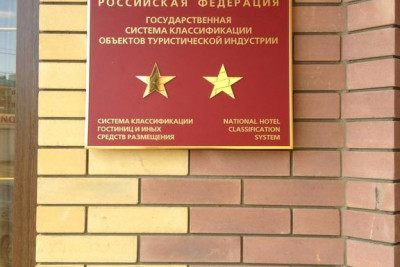 РОССИЙСКАЯ ФЕДЕРАЦИЯ
ГОСУДАРСТВЕННАЯ
СИСТЕМА КЛАССИФИКАЦИИ
ОБЪЕКТОВ ТУРИСТИЧЕСКОЙ ИНДУСТРИИ
СИСТЕМА КЛАССИФИКАЦИИ
ГОСТИНИЦ И ИНЫХ
СРЕДСТВ РАЗМЕЩЕНИЯ
NATIONAL HOTEL
CLASSIFICATION
SYSTEM